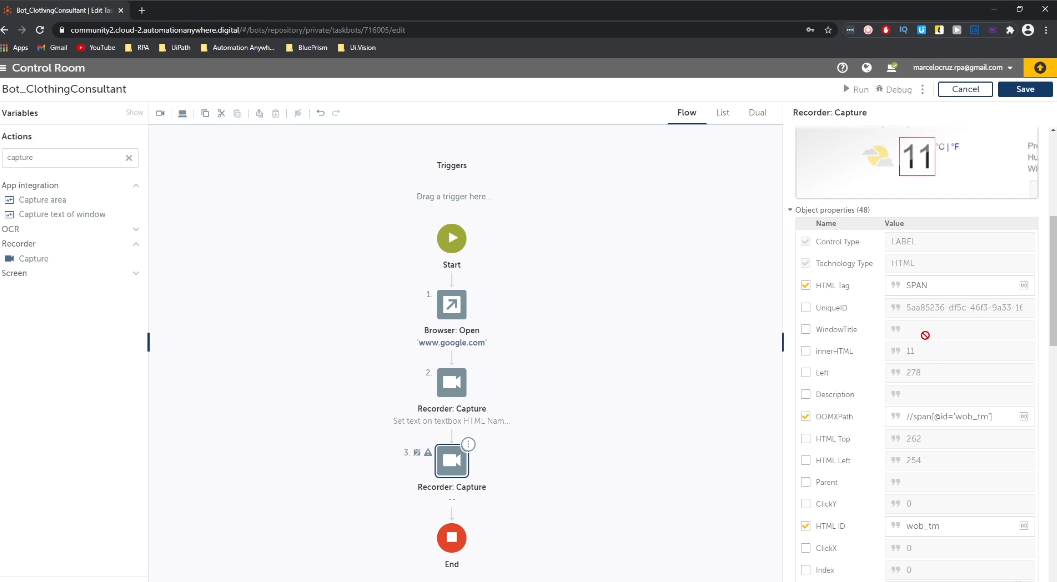 Bot_ClothingConsultant | Edit Ta
community2.cloud-2.automationanywhere.digital/#/bots/repository/private/taskbots/716005/edit
Apps
Gmail
YouTube
RPA
UiPath
Automation Anywh...
BluePrism
Ui.Vision
Control Room
marcelocruz.rpa@gmail.com
Bot_ClothingConsultant
Run
Debug
Cancel
Save
Variables
Show
Flow
List
Dual
Recorder: Capture
Actions
capture
App integration
Capture area
Capture text of window
OCR
Recorder
Capture
Screen
Triggers
Drag a trigger here...
Start
1.
Browser: Open
'www.google.com'
2.
Recorder: Capture
Set text on textbox HTML Nam...
3.
Recorder: Capture
--
End
11 °C | °F
Pr
Hu
Wi
Object properties (48)
Name Value
Control Type LABEL
Technology Type HTML
HTML Tag SPAN
UniqueID 5aa85236-df5c-46f3-9a33-16
WindowTitle
innerHTML 11
Left 278
Description
DOMXPath //span[@id='wob_tm']
HTML Top 262
HTML Left 254
Parent
ClickY 0
HTML ID wob_tm
ClickX 0
Index 0